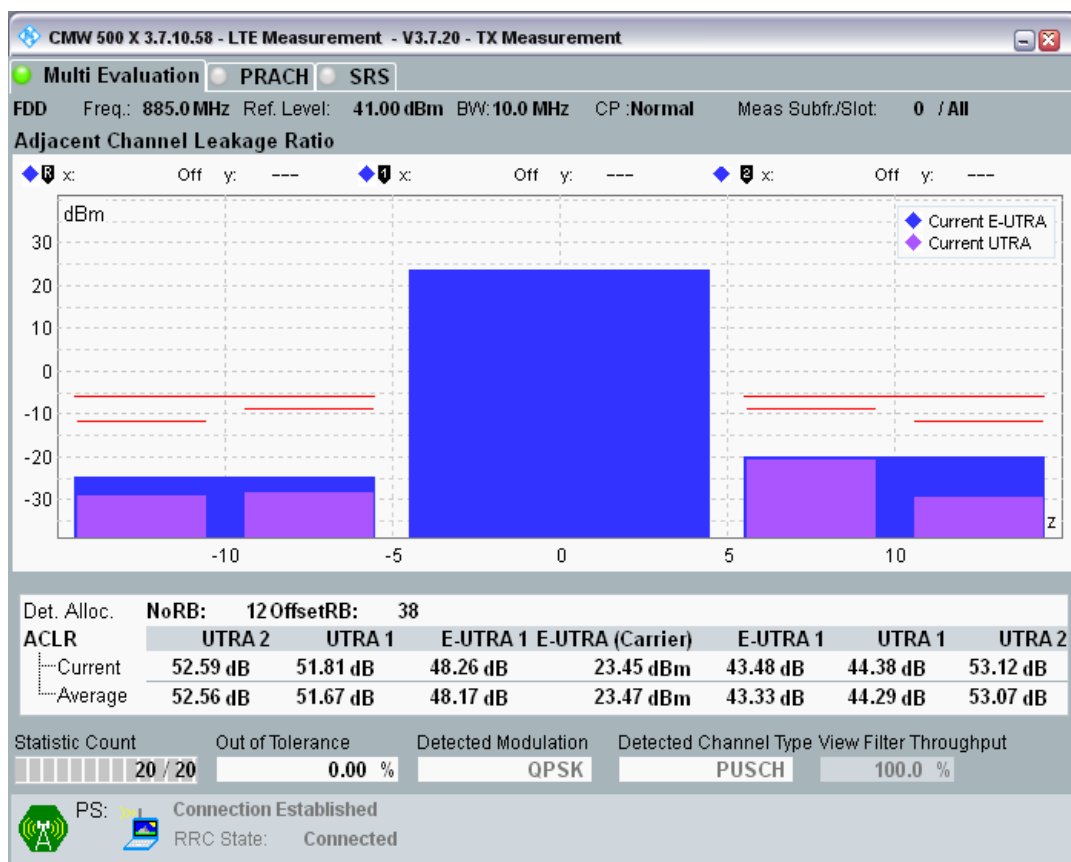 CMW 500 X 3.7.10.58 - LTE Measurement - V3.7.20 - TX Measurement
Multi Evaluation PRACH SRS
FDD Freq.: 885.0 MHz Ref. Level: 41.00 dBm BW: 10.0 MHz CP :Normal Meas Subfr./Slot: 0 / All
Adjacent Channel Leakage Ratio
R x: Off y: --- 1 x: Off y: --- 2 x: Off y: ---
dBm
Current E-UTRA
Current UTRA
30
20
10
0
-10
-20
-30
z
-10 -5 0 5 10
Det. Alloc. NoRB: 12 OffsetRB: 38
ACLR UTRA 2 UTRA 1 E-UTRA 1 E-UTRA (Carrier) E-UTRA 1 UTRA 1 UTRA 2
Current 52.59 dB 51.81 dB 48.26 dB 23.45 dBm 43.48 dB 44.38 dB 53.12 dB
Average 52.56 dB 51.67 dB 48.17 dB 23.47 dBm 43.33 dB 44.29 dB 53.07 dB
Statistic Count Out of Tolerance Detected Modulation Detected Channel Type View Filter Throughput
20 / 20 0.00 % QPSK PUSCH 100.0 %
PS: Connection Established
RRC State: Connected